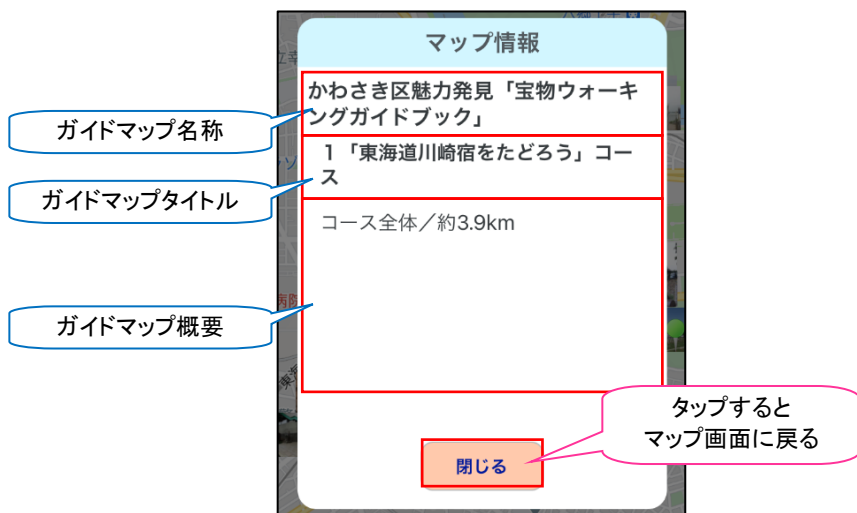 マップ情報
かわさき区魅力発見「宝物ウォーキ
ングガイドブック」
1「東海道川崎宿をたどろう」コー
ス
コース全体／約3.9km
閉じる
ガイドマップ名称
ガイドマップタイトル
ガイドマップ概要
タップすると
マップ画面に戻る
病院
東海